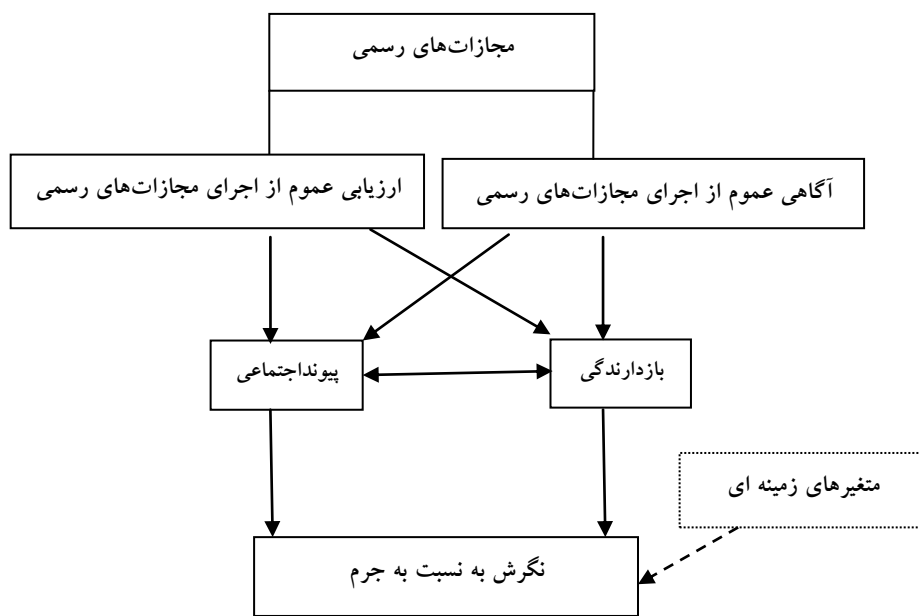 مجازات‌های رسمی
آگاهی عموم از اجرای مجازات‌های رسمی
ارزیابی عموم از اجرای مجازات‌های رسمی
بازدارندگی
پیونداجتماعی
متغیرهای زمینه ای
نگرش به نسبت به جرم